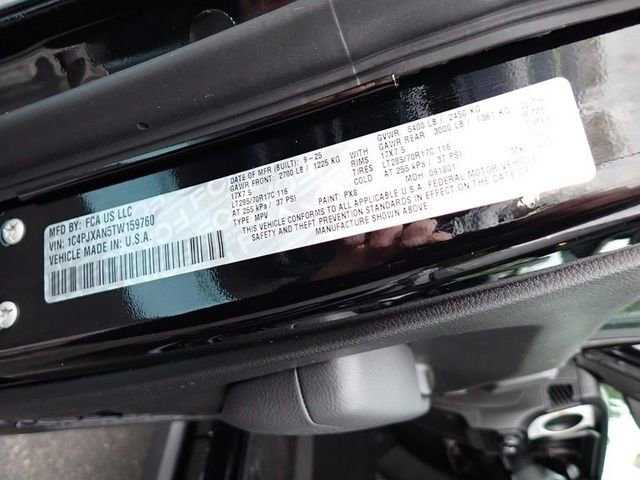 MFD BY: FCA US LLC
VIN: 1C4PJXAN5TW159760
VEHICLE MADE IN: U.S.A.
DATE OF MFR (BUILT): 9-25
GAWR FRONT: 2700 LB / 1225 KG
17X7.5
LT285/70R17C 116
AT 255 kPa / 37 PSI
TYPE: MPV
PAINT: PX8
GVWR: 5400 LB / 2450 KG
GAWR REAR: 3000 LB / 1361 KG
WITH
RIMS 17X7.5
TIRES LT285/70R17C 116
AT 255 kPa / 37 PSI
MDH: 091801
THIS VEHICLE CONFORMS TO ALL APPLICABLE U.S.A. FEDERAL MOTOR VEHICLE
SAFETY AND THEFT PREVENTION STANDARDS IN EFFECT ON THE DATE OF
MANUFACTURE SHOWN ABOVE